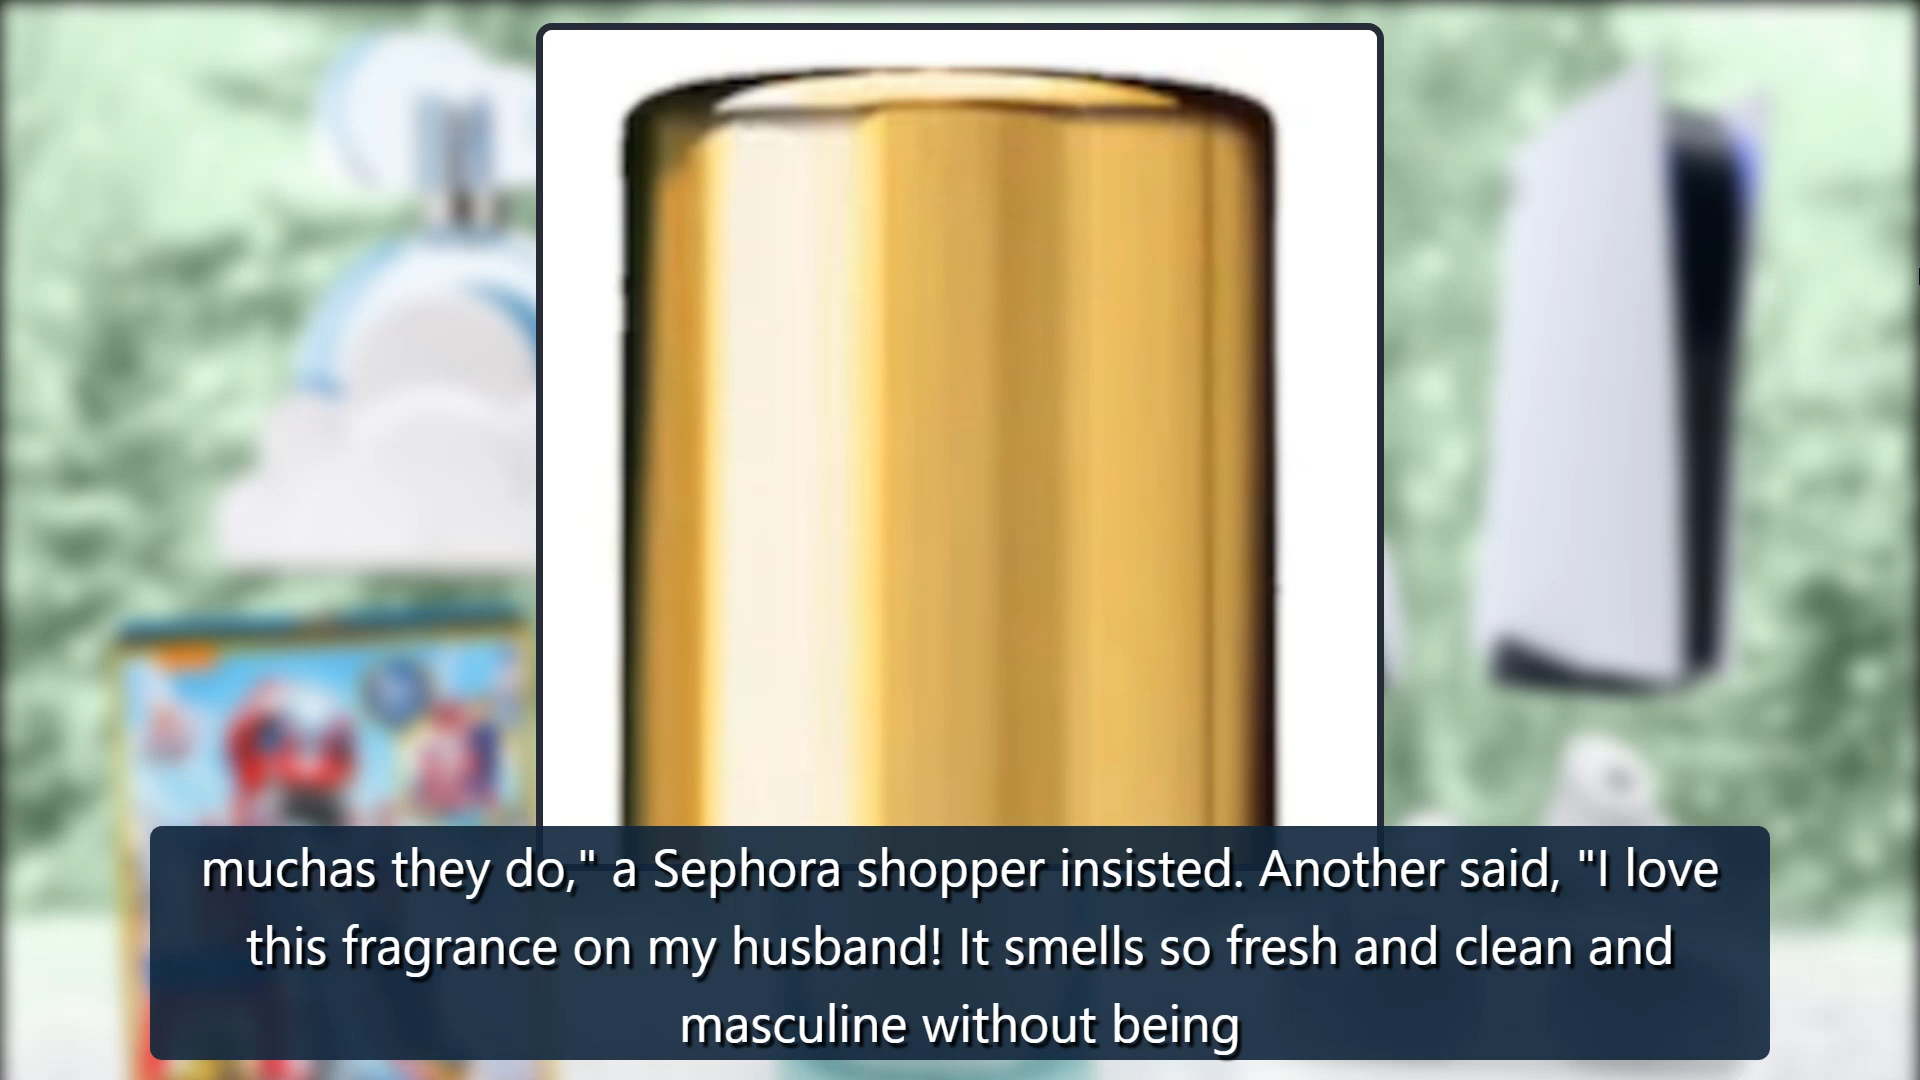 muchas they do," a Sephora shopper insisted. Another said, "I love
this fragrance on my husband! It smells so fresh and clean and
masculine without being